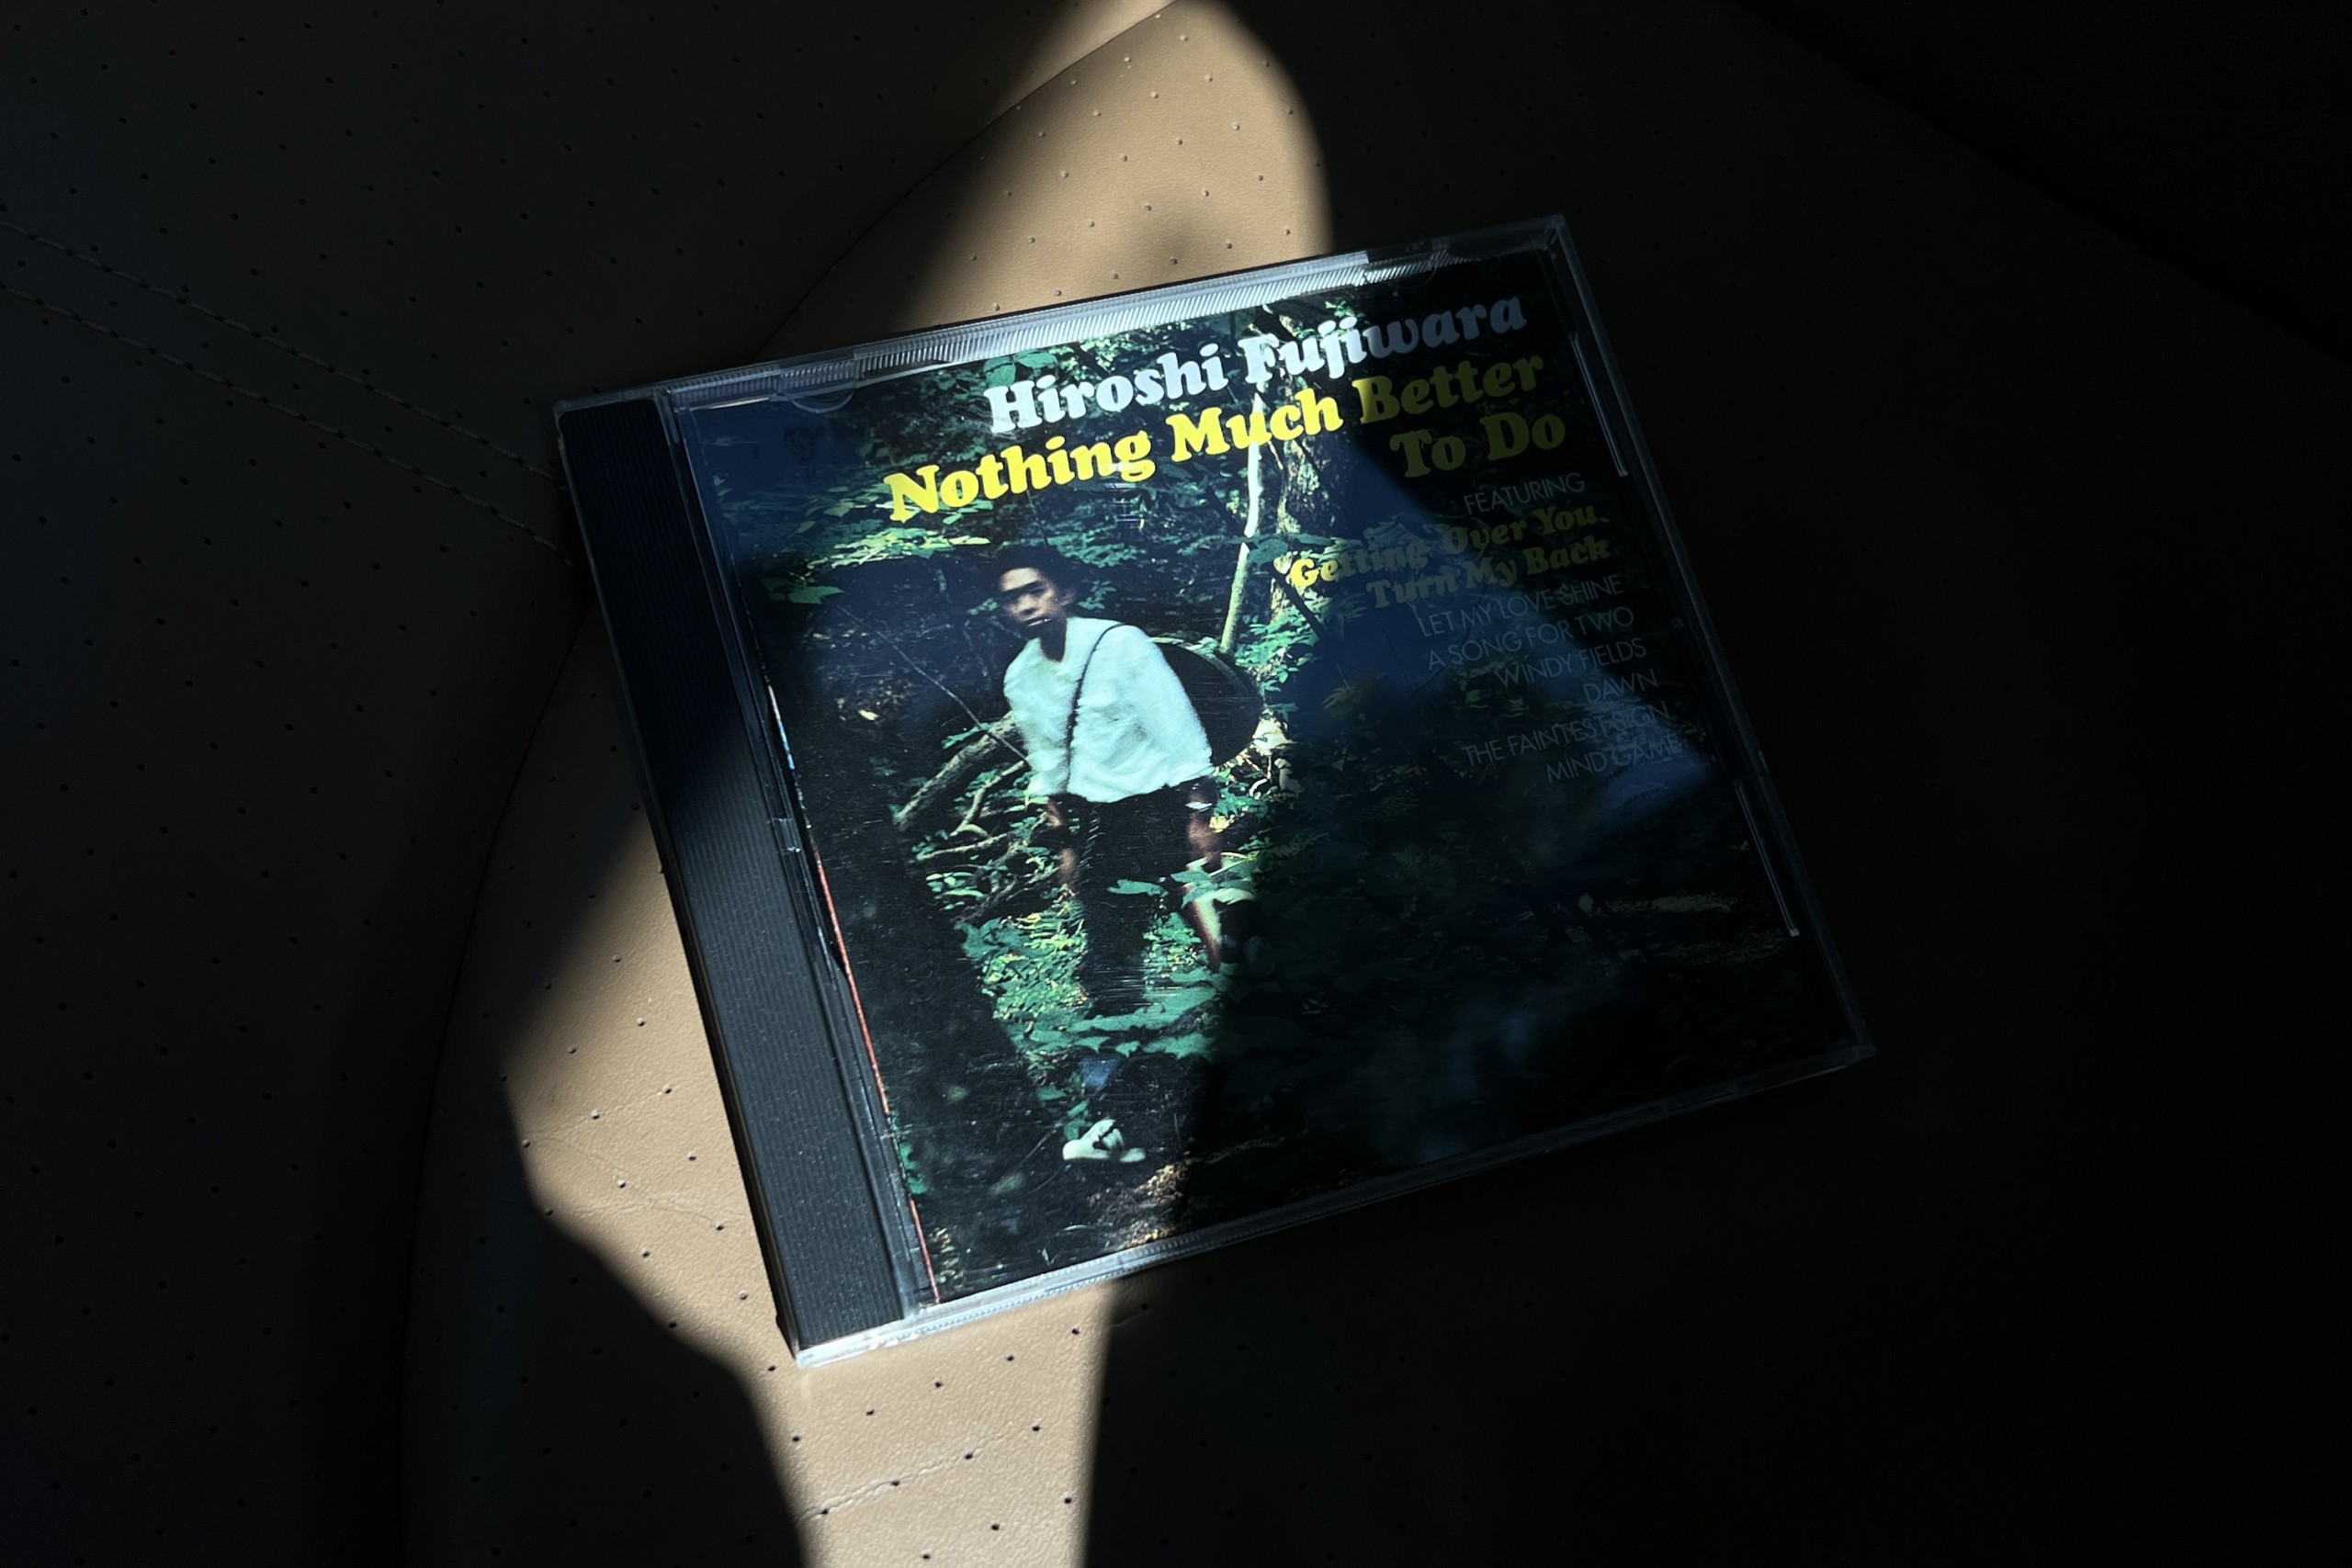 Hiroshi Fujiwara
Nothing Much Better
To Do
FEATURING
Getting Over You
Turn My Back
LET MY LOVE SHINE
A SONG FOR TWO
WINDY FIELDS
DAWN
THE FAINTEST SIGN
MIND GAME